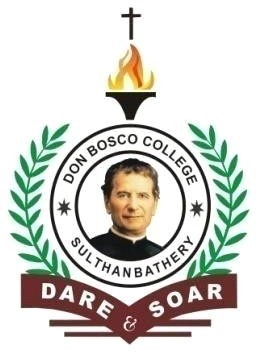 DON BOSCO COLLEGE
SULTHANBATHERY
DARE & SOAR